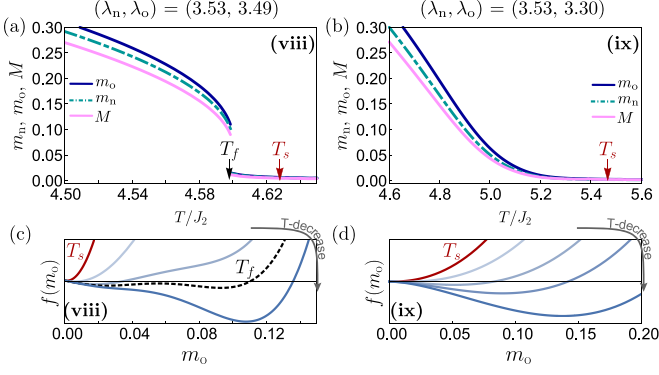 (λn, λo) = (3.53, 3.49)
(λn, λo) = (3.53, 3.30)
(a)
mn, mo, M
0.30
0.25
0.20
0.15
0.10
0.05
0.00
(viii)
mo
mn
M
Tf
Ts
4.50
4.54
4.58
4.62
T/J2
(b)
mn, mo, M
0.30
0.25
0.20
0.15
0.10
0.05
0.00
(ix)
mo
mn
M
Ts
4.6
4.8
5.0
5.2
5.4
5.6
T/J2
(c)
f(mo)
Ts
Tf
T-decrease
(viii)
0.00
0.04
0.08
0.12
mo
(d)
f(mo)
Ts
T-decrease
(ix)
0.00
0.05
0.10
0.15
0.20
mo